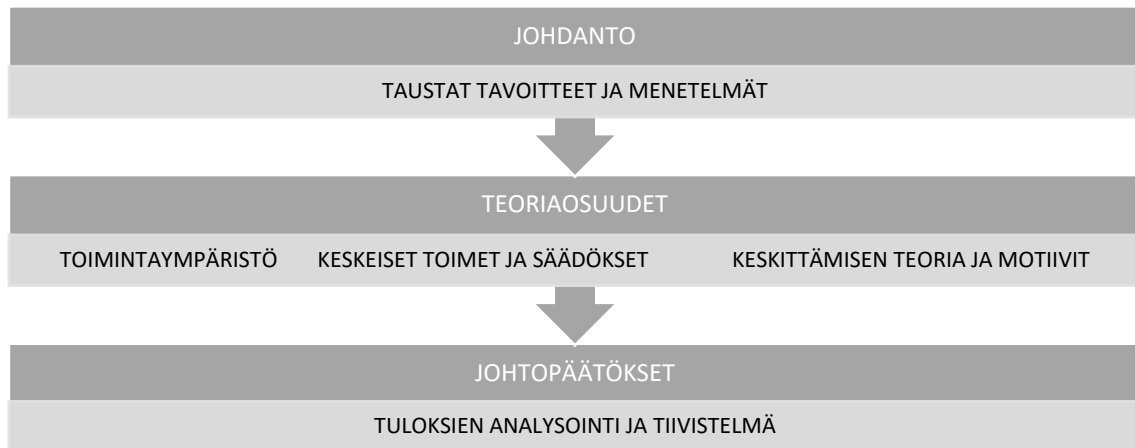 JOHDANTO
TAUSTAT TAVOITTEET JA MENETELMÄT
TEORIAOSUUDET
TOIMINTAYMPÄRISTÖ KESKEISET TOIMET JA SÄÄDÖKSET KESKITTÄMISEN TEORIA JA MOTIIVIT
JOHTOPÄÄTÖKSET
TULOKSIEN ANALYSOINTI JA TIIVISTELMÄ